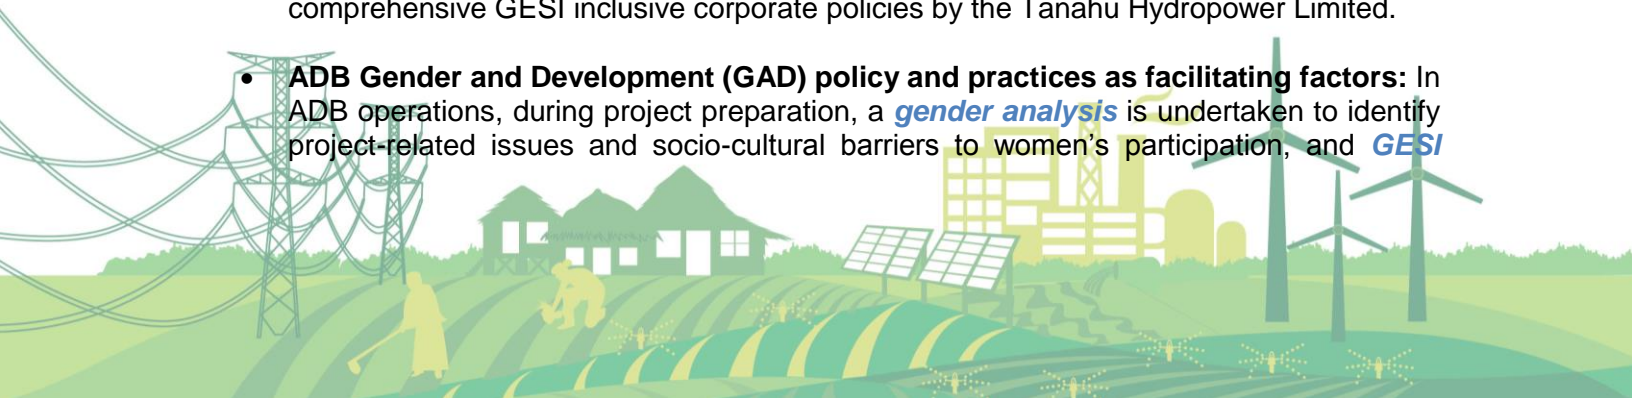 comprehensive GESI inclusive corporate policies by the Tanahu Hydropower Limited.
• ADB Gender and Development (GAD) policy and practices as facilitating factors: In
ADB operations, during project preparation, a gender analysis is undertaken to identify
project-related issues and socio-cultural barriers to women’s participation, and GESI